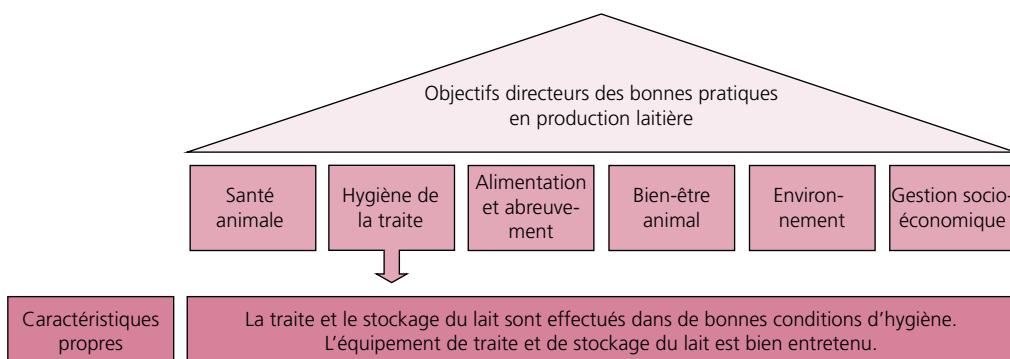 Objectifs directeurs des bonnes pratiques
en production laitière
Santé
animale
Hygiène de
la traite
Alimentation
et abreuve-
ment
Bien-être
animal
Environ-
nement
Gestion socio-
économique
Caractéristiques
propres
La traite et le stockage du lait sont effectués dans de bonnes conditions d’hygiène.
L’équipement de traite et de stockage du lait est bien entretenu.